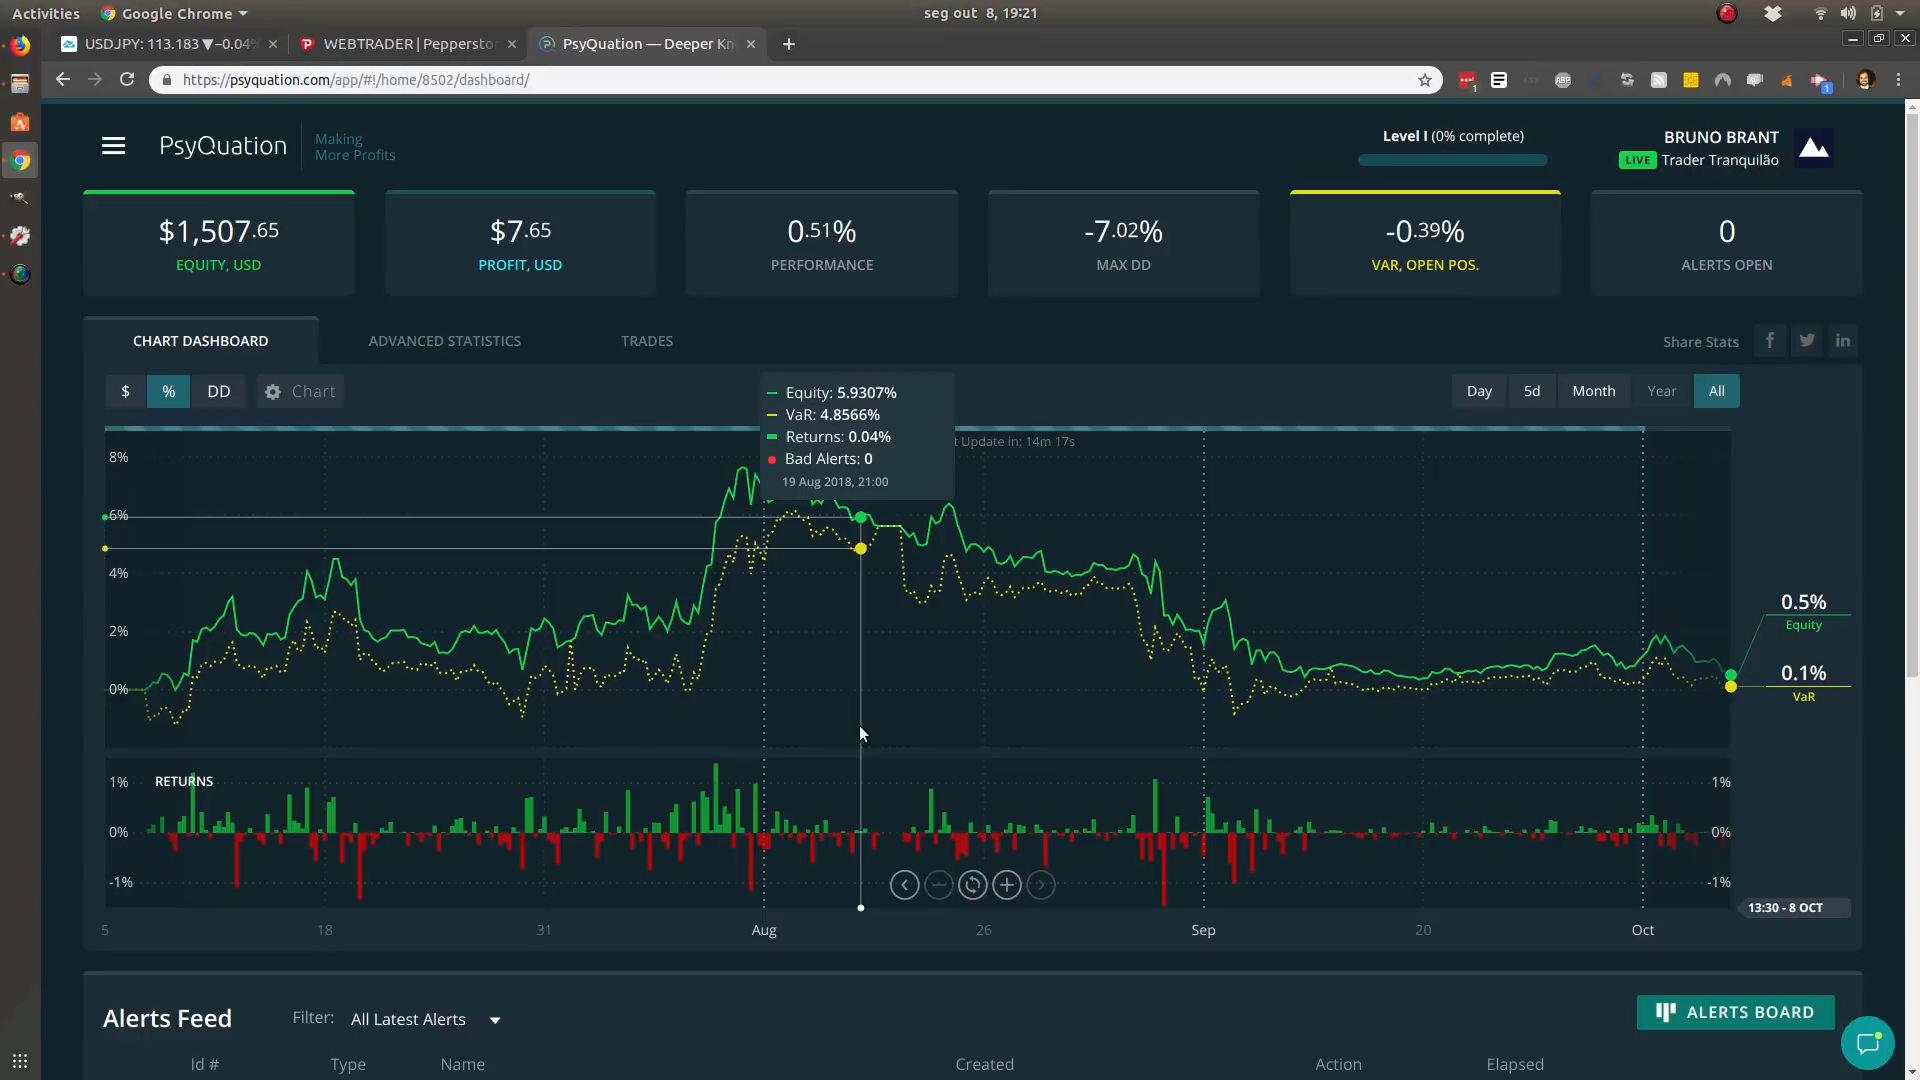 Activities
Google Chrome
seg out 8, 19:21
USDJPY: 113.183 ▼−0.04%
WEBTRADER | Peppersto
PsyQuation — Deeper Kn
https://psyquation.com/app/#!/home/8502/dashboard/
ABP
1
1
PsyQuation
Making
More Profits
Level I (0% complete)
BRUNO BRANT
LIVE Trader Tranquilão
$1,507.65
EQUITY, USD
$7.65
PROFIT, USD
0.51%
PERFORMANCE
-7.02%
MAX DD
-0.39%
VAR, OPEN POS.
0
ALERTS OPEN
CHART DASHBOARD
ADVANCED STATISTICS
TRADES
Share Stats
$ % DD Chart
Day 5d Month Year All
Equity: 5.9307%
VaR: 4.8566%
Returns: 0.04%
Bad Alerts: 0
19 Aug 2018, 21:00
t Update in: 14m 17s
8%
6%
4%
2%
0%
0.5%
Equity
0.1%
VaR
RETURNS
1%
0%
-1%
1%
0%
-1%
13:30 - 8 OCT
5 18 31 Aug 26 Sep 20 Oct
Alerts Feed
Filter: All Latest Alerts
ALERTS BOARD
Id # Type Name Created Action Elapsed